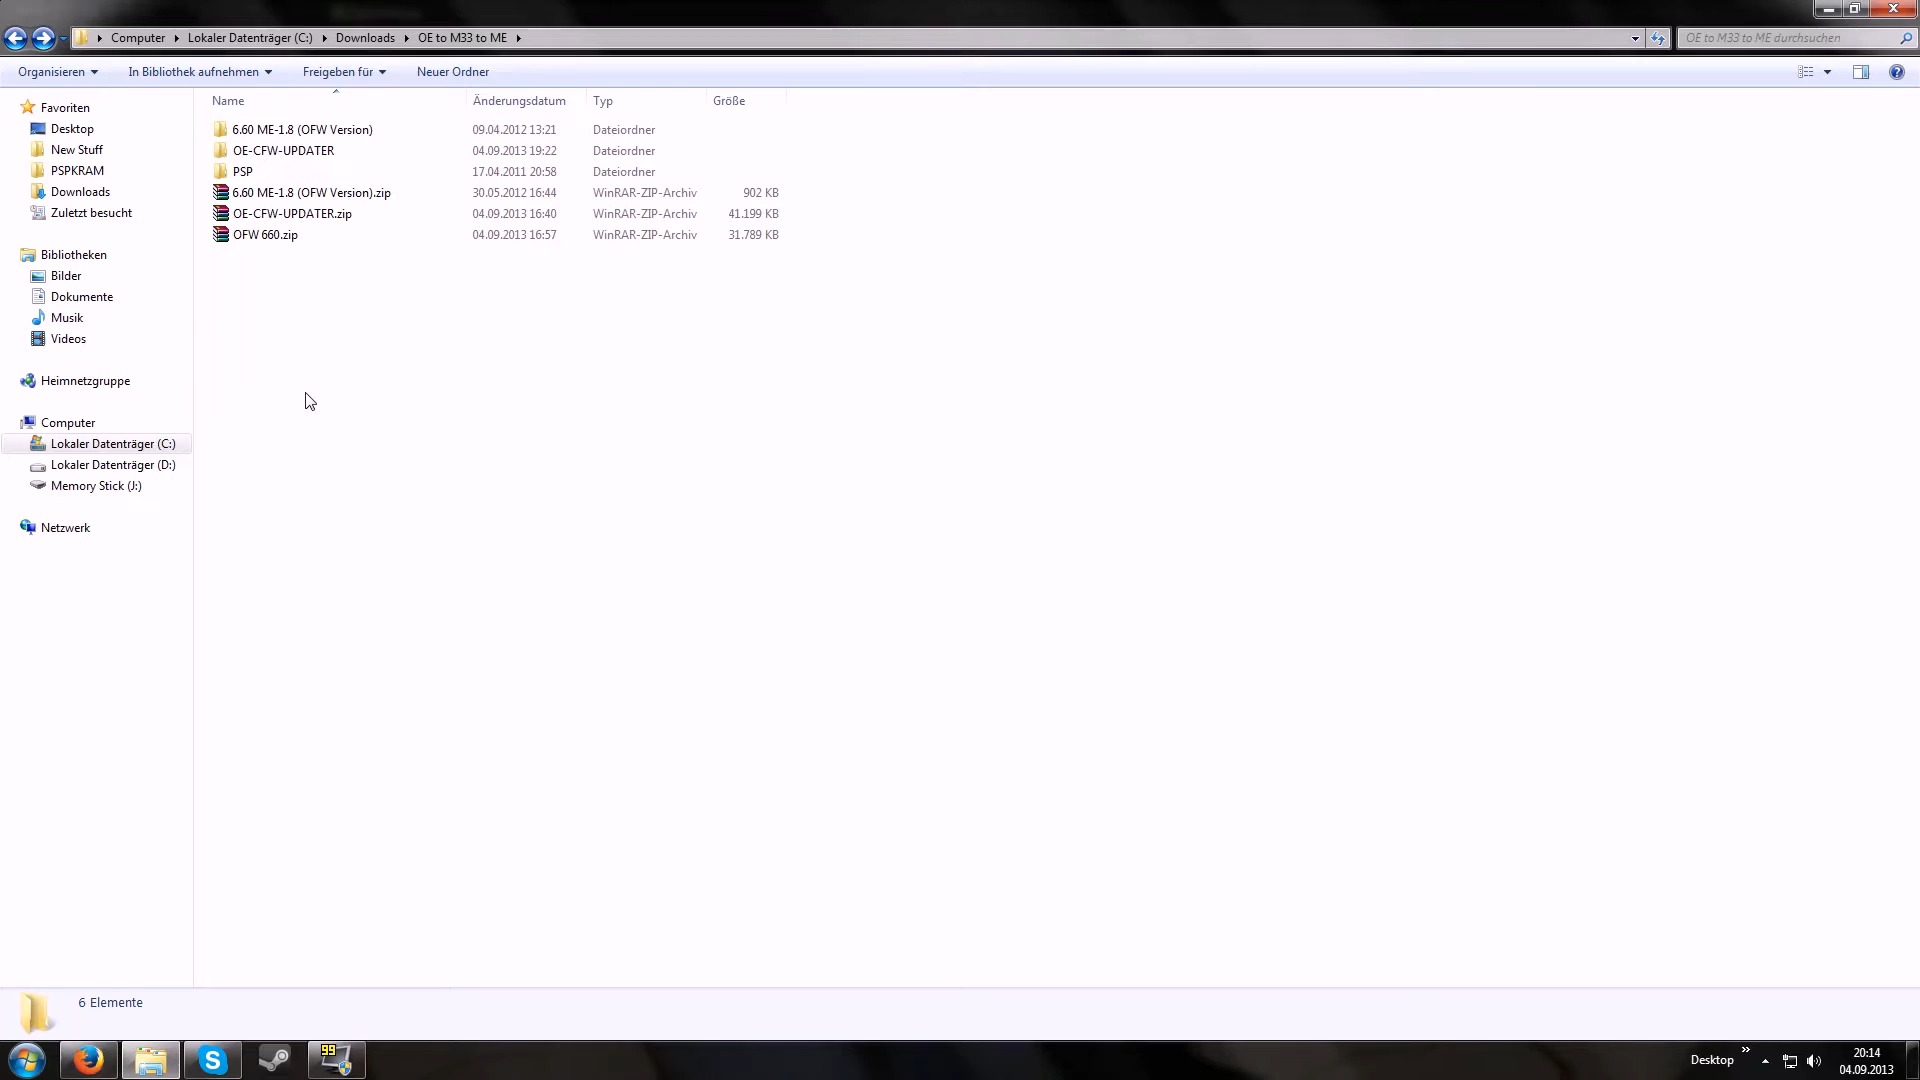 Computer Lokaler Datenträger (C:) Downloads OE to M33 to ME
OE to M33 to ME durchsuchen
Organisieren In Bibliothek aufnehmen Freigeben für Neuer Ordner
Favoriten
Desktop
New Stuff
PSPKRAM
Downloads
Zuletzt besucht
Bibliotheken
Bilder
Dokumente
Musik
Videos
Heimnetzgruppe
Computer
Lokaler Datenträger (C:)
Lokaler Datenträger (D:)
Memory Stick (J:)
Netzwerk
Name Änderungsdatum Typ Größe
6.60 ME-1.8 (OFW Version) 09.04.2012 13:21 Dateiordner
OE-CFW-UPDATER 04.09.2013 19:22 Dateiordner
PSP 17.04.2011 20:58 Dateiordner
6.60 ME-1.8 (OFW Version).zip 30.05.2012 16:44 WinRAR-ZIP-Archiv 902 KB
OE-CFW-UPDATER.zip 04.09.2013 16:40 WinRAR-ZIP-Archiv 41.199 KB
OFW 660.zip 04.09.2013 16:57 WinRAR-ZIP-Archiv 31.789 KB
6 Elemente
99
Desktop
20:14
04.09.2013